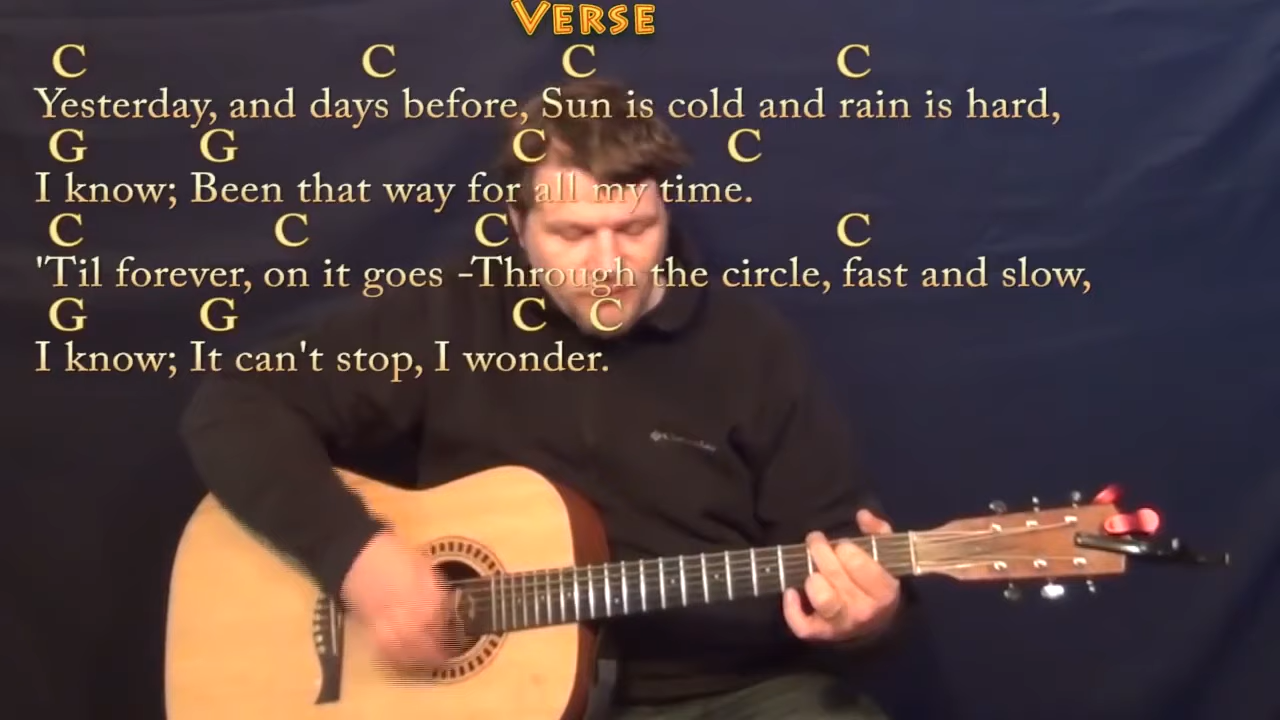 VERSE
C C C C
Yesterday, and days before, Sun is cold and rain is hard,
G G C C
I know; Been that way for all my time.
C C C C
'Til forever, on it goes -Through the circle, fast and slow,
G G C C
I know; It can't stop, I wonder.